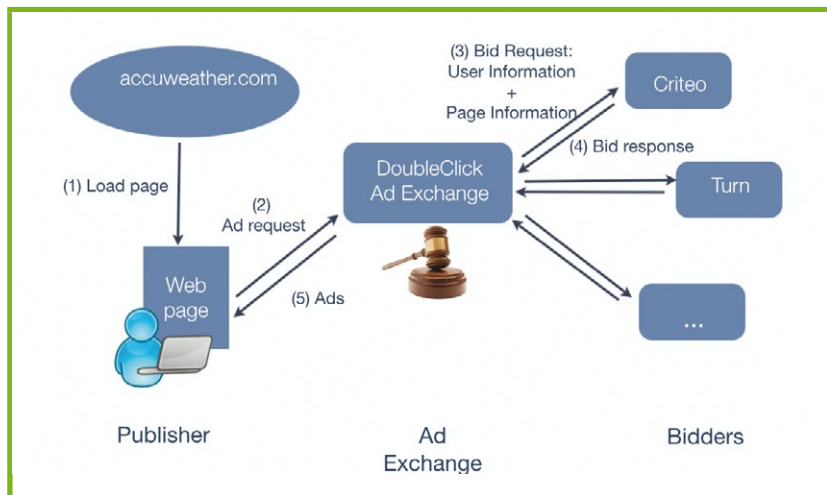 accuweather.com
(1) Load page
Web
page
(2)
Ad request
(5) Ads
DoubleClick
Ad Exchange
(3) Bid Request:
User Information
+
Page Information
(4) Bid response
Criteo
Turn
...
Publisher
Ad
Exchange
Bidders